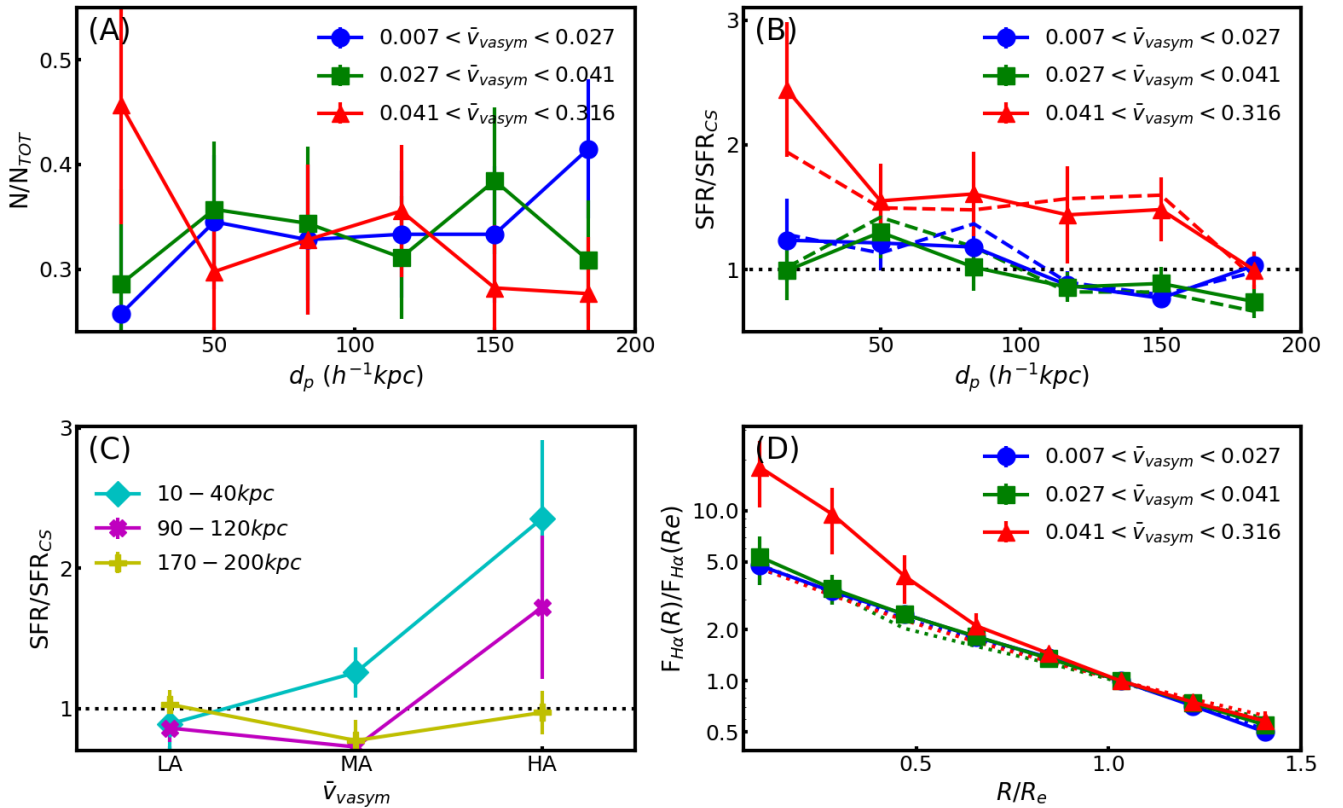 (A)
0.007 < v̄vasym < 0.027
0.027 < v̄vasym < 0.041
0.041 < v̄vasym < 0.316
0.5
0.4
0.3
N/NTOT
50 100 150 200
dp (h⁻¹kpc)
(B)
0.007 < v̄vasym < 0.027
0.027 < v̄vasym < 0.041
0.041 < v̄vasym < 0.316
3
2
1
SFR/SFRCS
50 100 150 200
dp (h⁻¹kpc)
(C)
10 − 40kpc
90 − 120kpc
170 − 200kpc
3
2
1
SFR/SFRCS
LA MA HA
v̄vasym
(D)
0.007 < v̄vasym < 0.027
0.027 < v̄vasym < 0.041
0.041 < v̄vasym < 0.316
10.0
5.0
2.0
1.0
0.5
FHα(R)/FHα(Re)
0.5 1.0 1.5
R/Re